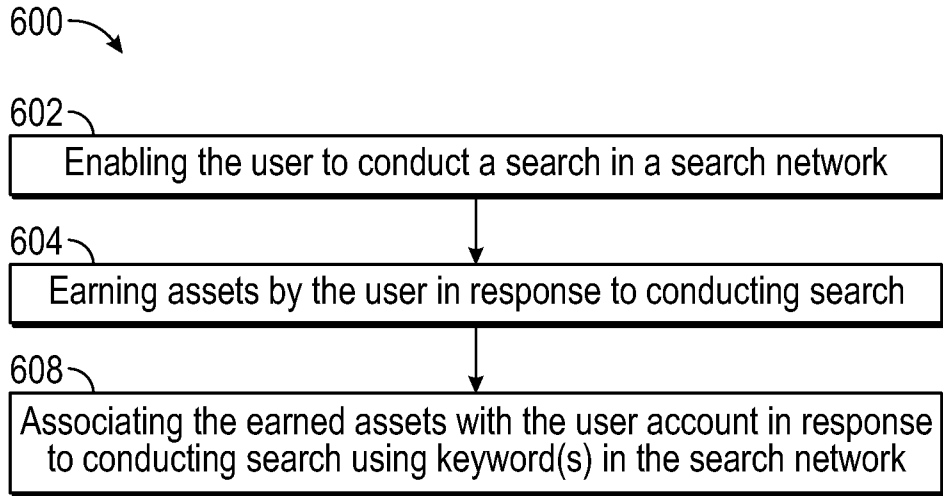 600
602
Enabling the user to conduct a search in a search network
604
Earning assets by the user in response to conducting search
608
Associating the earned assets with the user account in response
to conducting search using keyword(s) in the search network